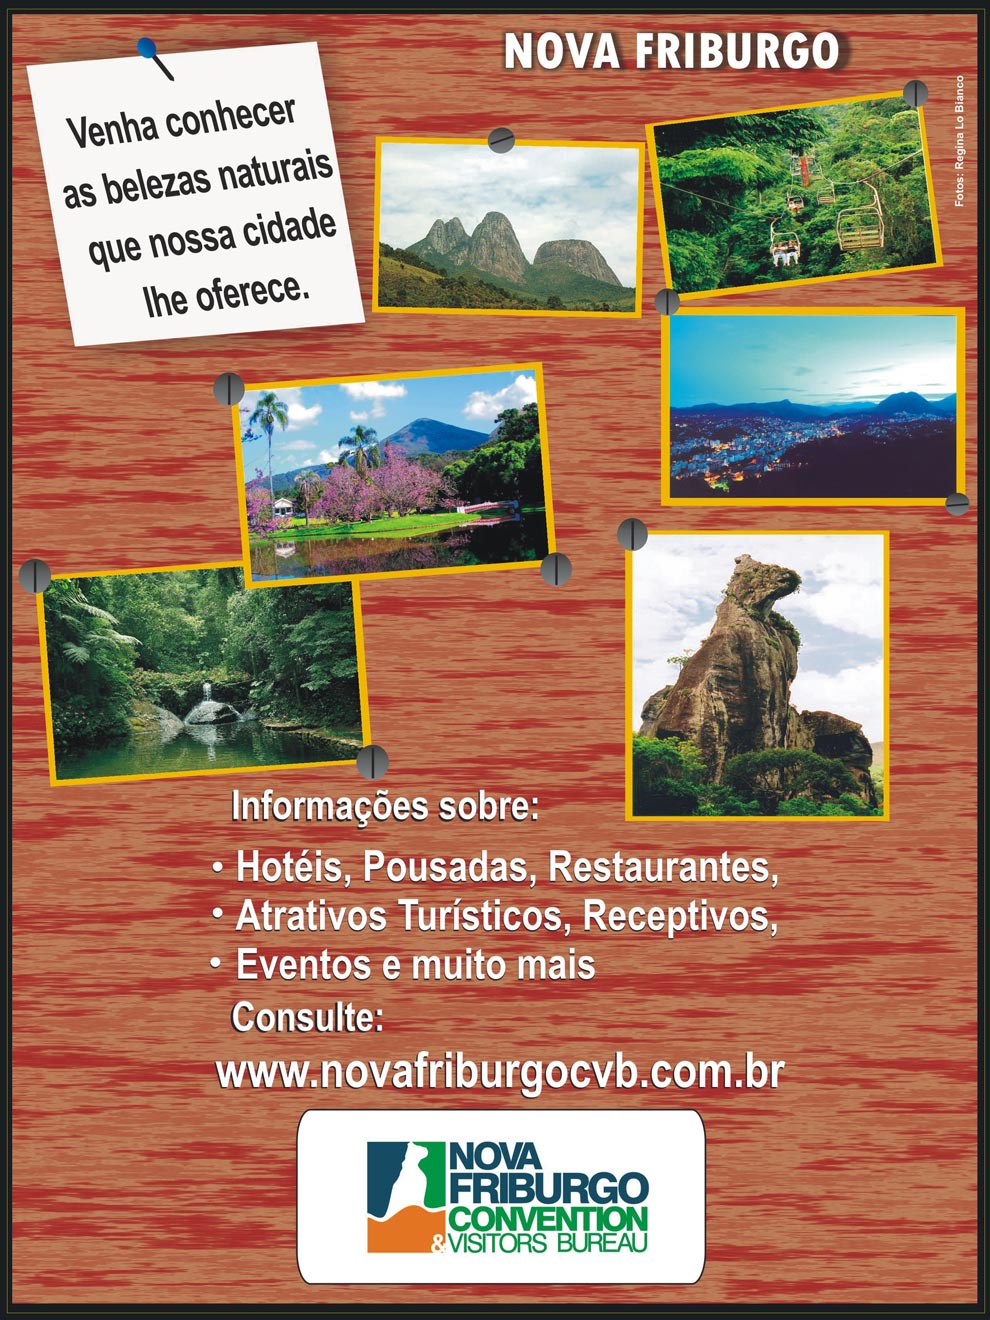 NOVA FRIBURGO
Venha conhecer
as belezas naturais
que nossa cidade
lhe oferece.
Fotos: Regina Lo Bianco
Informações sobre:
• Hotéis, Pousadas, Restaurantes,
• Atrativos Turísticos, Receptivos,
• Eventos e muito mais
Consulte:
www.novafriburgocvb.com.br
NOVA
FRIBURGO
CONVENTION
&VISITORS BUREAU